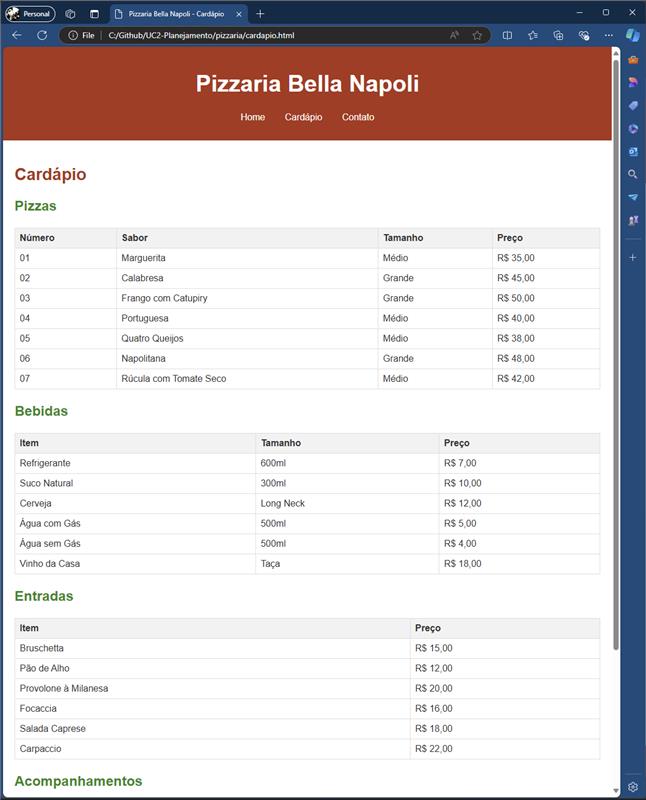 Personal
Pizzaria Bella Napoli - Cardápio
File C:/Github/UC2-Planejamento/pizzaria/cardapio.html
Pizzaria Bella Napoli
Home Cardápio Contato
Cardápio
Pizzas
Número Sabor Tamanho Preço
01 Marguerita Médio R$ 35,00
02 Calabresa Grande R$ 45,00
03 Frango com Catupiry Grande R$ 50,00
04 Portuguesa Médio R$ 40,00
05 Quatro Queijos Médio R$ 38,00
06 Napolitana Grande R$ 48,00
07 Rúcula com Tomate Seco Médio R$ 42,00
Bebidas
Item Tamanho Preço
Refrigerante 600ml R$ 7,00
Suco Natural 300ml R$ 10,00
Cerveja Long Neck R$ 12,00
Água com Gás 500ml R$ 5,00
Água sem Gás 500ml R$ 4,00
Vinho da Casa Taça R$ 18,00
Entradas
Item Preço
Bruschetta R$ 15,00
Pão de Alho R$ 12,00
Provolone à Milanesa R$ 20,00
Focaccia R$ 16,00
Salada Caprese R$ 18,00
Carpaccio R$ 22,00
Acompanhamentos